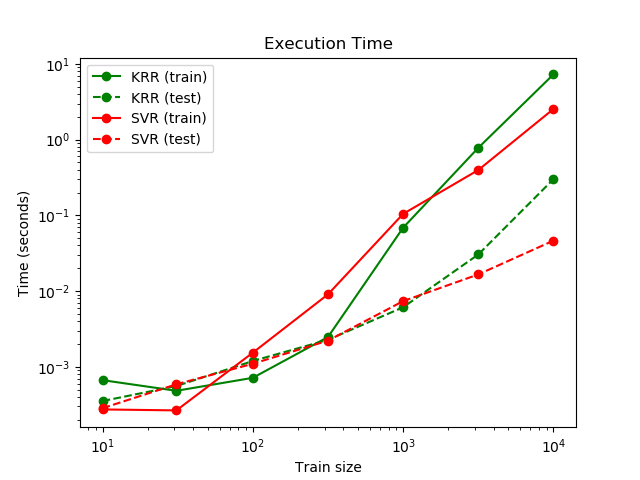 Execution Time
KRR (train)
KRR (test)
SVR (train)
SVR (test)
Time (seconds)
10¹
10⁰
10⁻¹
10⁻²
10⁻³
10¹ 10² 10³ 10⁴
Train size